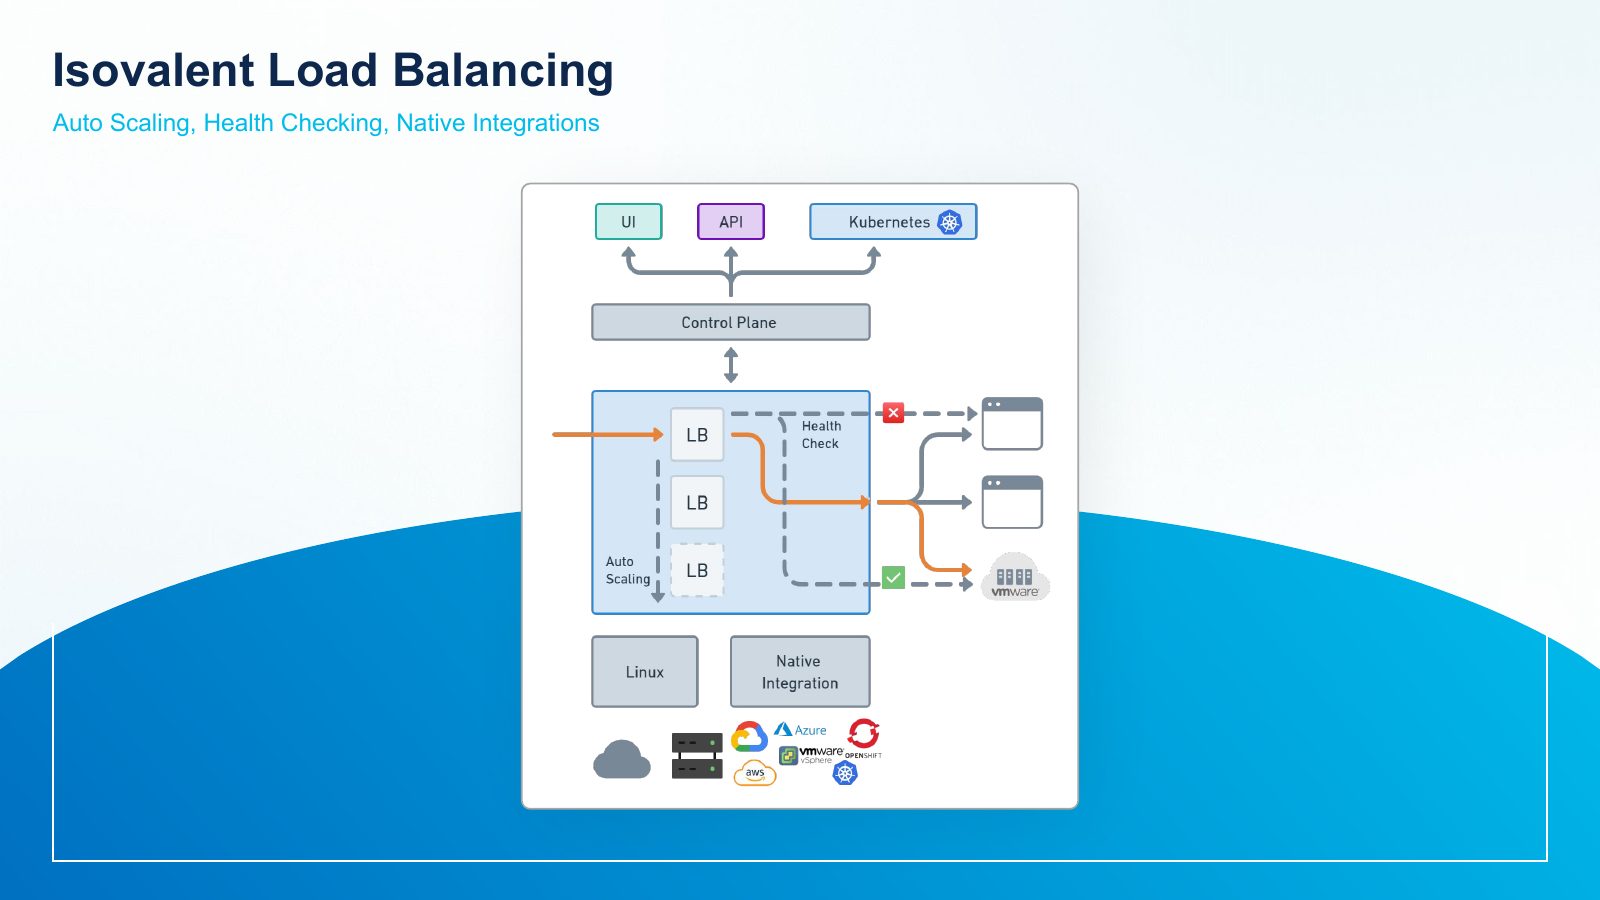 Isovalent Load Balancing
Auto Scaling, Health Checking, Native Integrations
UI
API
Kubernetes
Control Plane
LB
Health
Check
LB
Auto
Scaling
LB
vmware
Linux
Native
Integration
Azure
OPENSHIFT
vmware
vSphere
aws